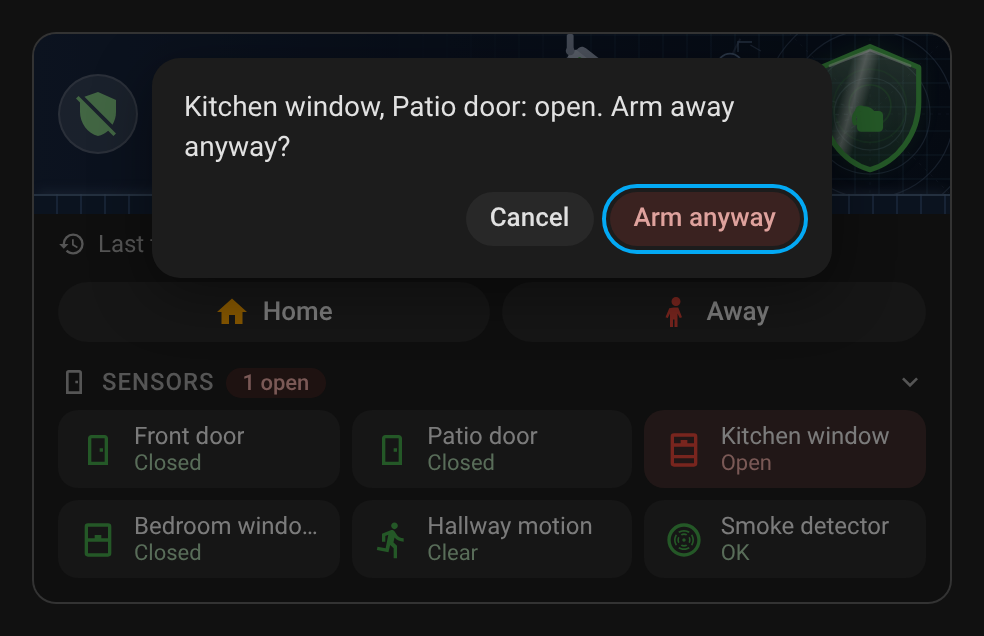 Kitchen window, Patio door: open. Arm away
anyway?
Cancel
Arm anyway
Last
Home
Away
SENSORS
1 open
Front door
Closed
Patio door
Closed
Kitchen window
Open
Bedroom windo...
Closed
Hallway motion
Clear
Smoke detector
OK